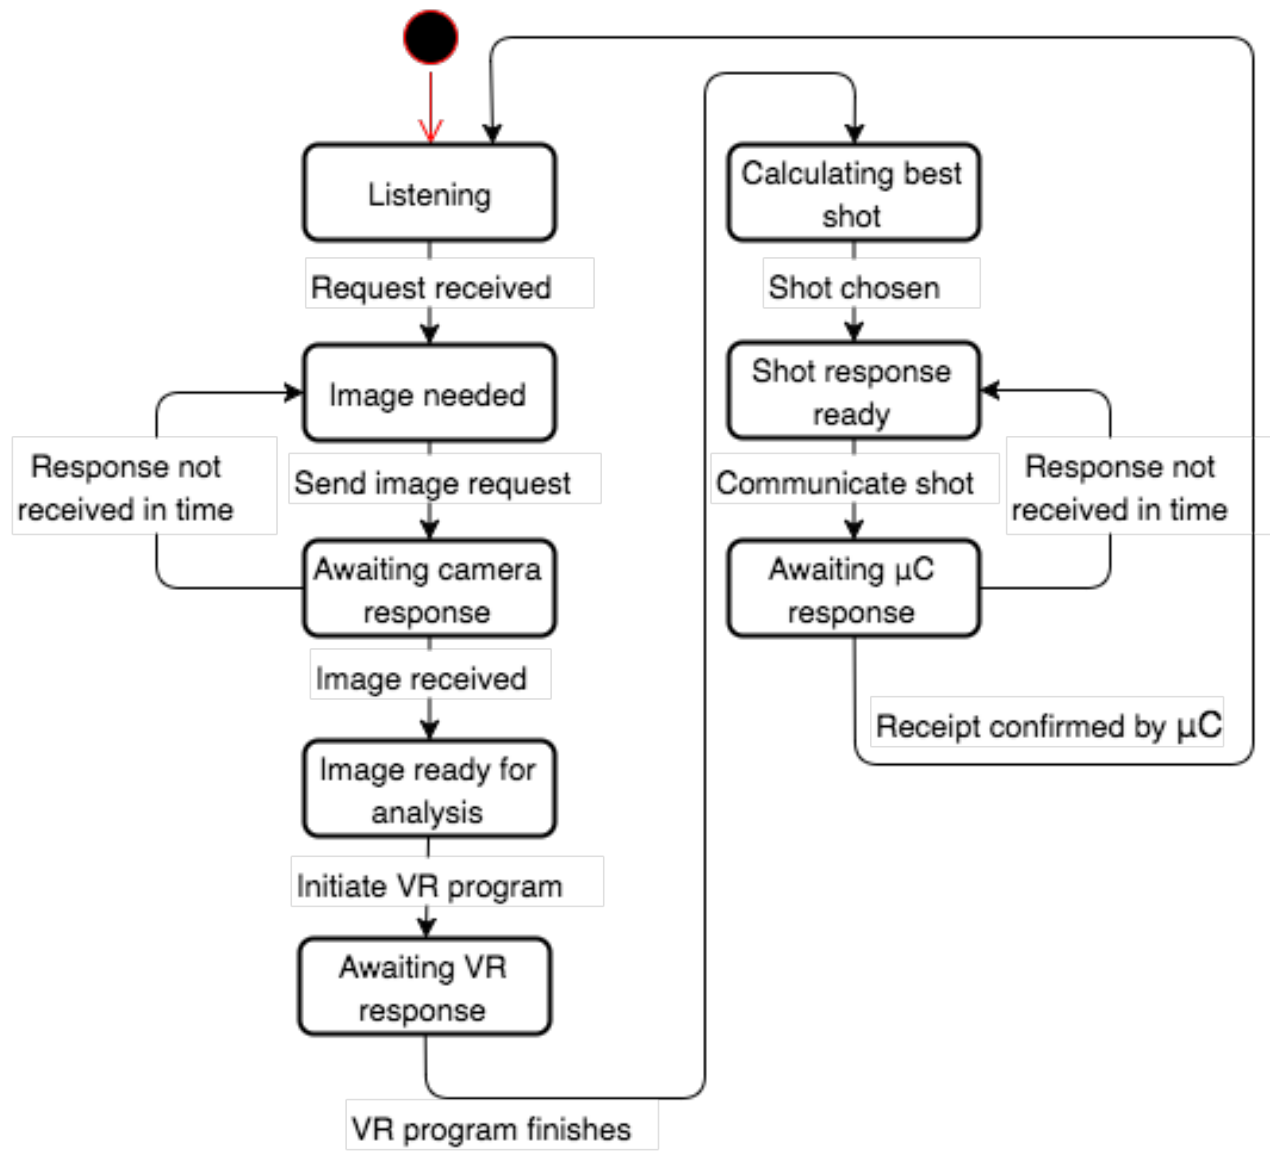 Listening
Request received
Image needed
Response not
received in time
Send image request
Awaiting camera
response
Image received
Image ready for
analysis
Initiate VR program
Awaiting VR
response
VR program finishes
Calculating best
shot
Shot chosen
Shot response
ready
Communicate shot
Response not
received in time
Awaiting µC
response
Receipt confirmed by µC